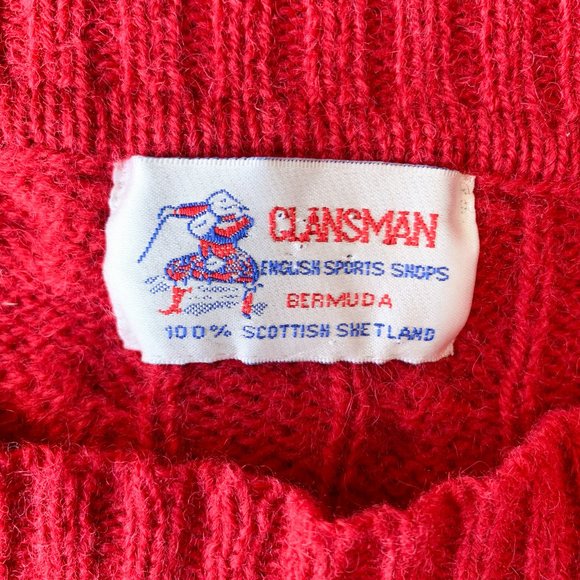 CLANSMAN
ENGLISH SPORTS SHOPS
BERMUDA
100% SCOTTISH SHETLAND